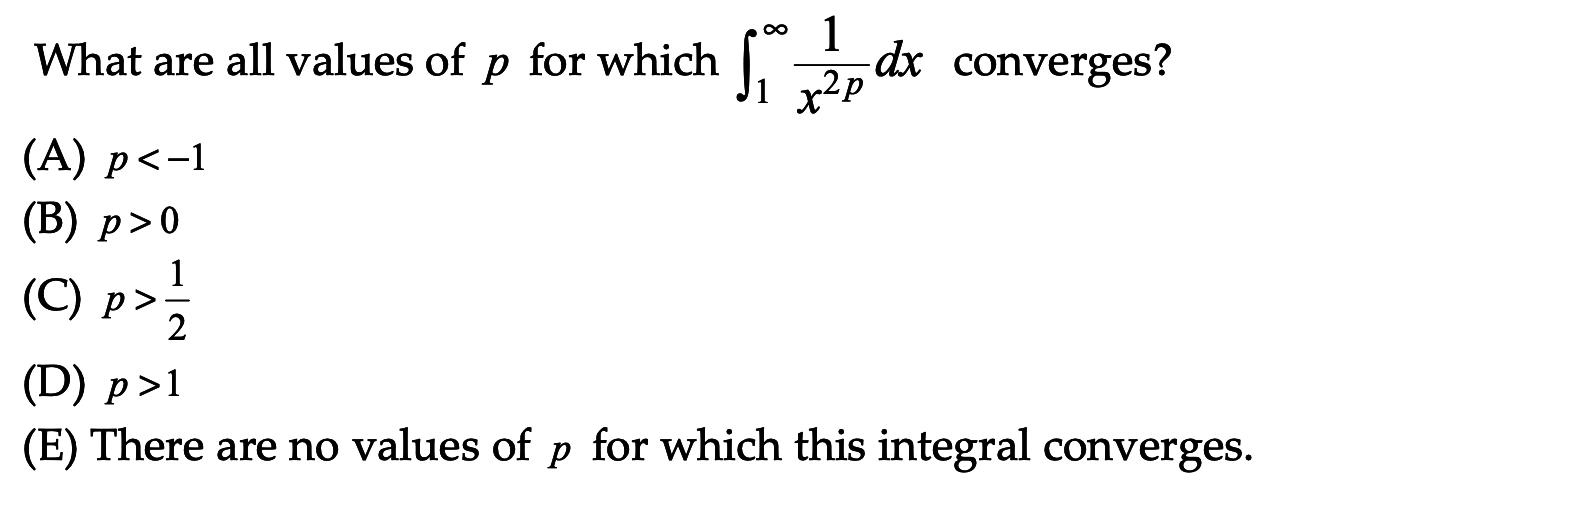 What are all values of p for which ∫₁^∞ 1/x^{2p} dx converges?
(A) p < −1
(B) p > 0
(C) p > 1/2
(D) p > 1
(E) There are no values of p for which this integral converges.